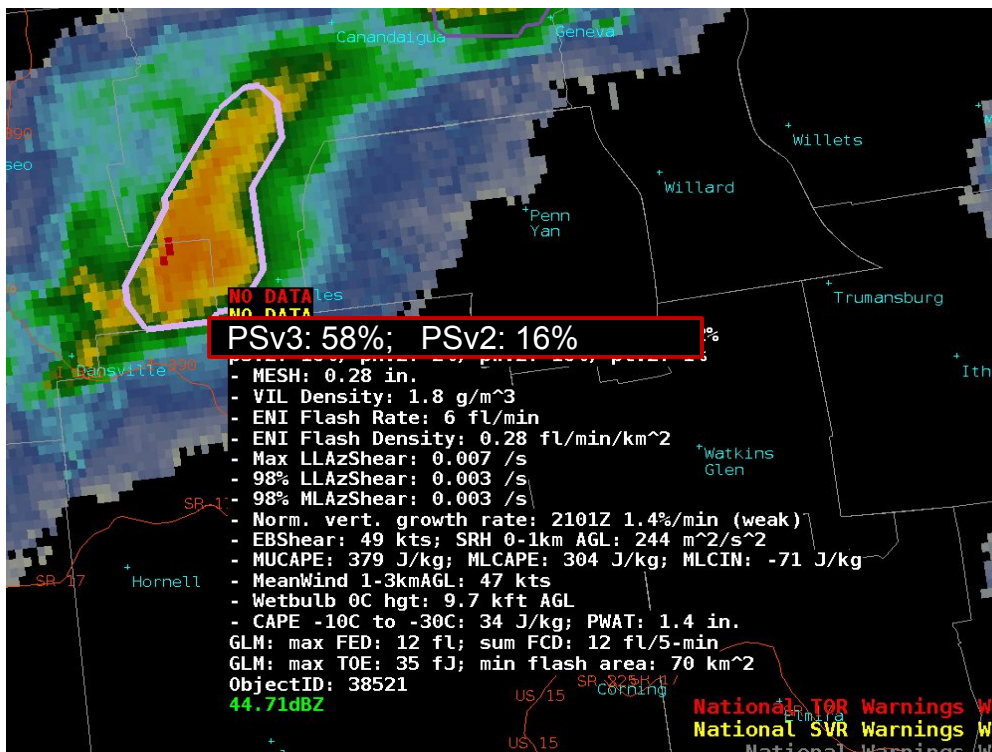 Canandaigua
Geneva
390
seo
Willets
Willard
Penn
Yan
NO DATA
les
NO DATA
Trumansburg
PSv3: 58%; PSv2: 16%
2%
Dansville
Ith
- MESH: 0.28 in.
- VIL Density: 1.8 g/m^3
- ENI Flash Rate: 6 fl/min
- ENI Flash Density: 0.28 fl/min/km^2
- Max LLAzShear: 0.007 /s
Watkins
Glen
- 98% LLAzShear: 0.003 /s
- 98% MLAzShear: 0.003 /s
- Norm. vert. growth rate: 2101Z 1.4%/min (weak)
- EBShear: 49 kts; SRH 0-1km AGL: 244 m^2/s^2
- MUCAPE: 379 J/kg; MLCAPE: 304 J/kg; MLCIN: -71 J/kg
SR-17
Hornell
- MeanWind 1-3kmAGL: 47 kts
- Wetbulb 0C hgt: 9.7 kft AGL
- CAPE -10C to -30C: 34 J/kg; PWAT: 1.4 in.
GLM: max FED: 12 fl; sum FCD: 12 fl/5-min
GLM: max TOE: 35 fJ; min flash area: 70 km^2
ObjectID: 38521
Corning
44.71dBZ
US 15
Elmira
National TOR Warnings W
National SVR Warnings W
US 15
National Warnings W